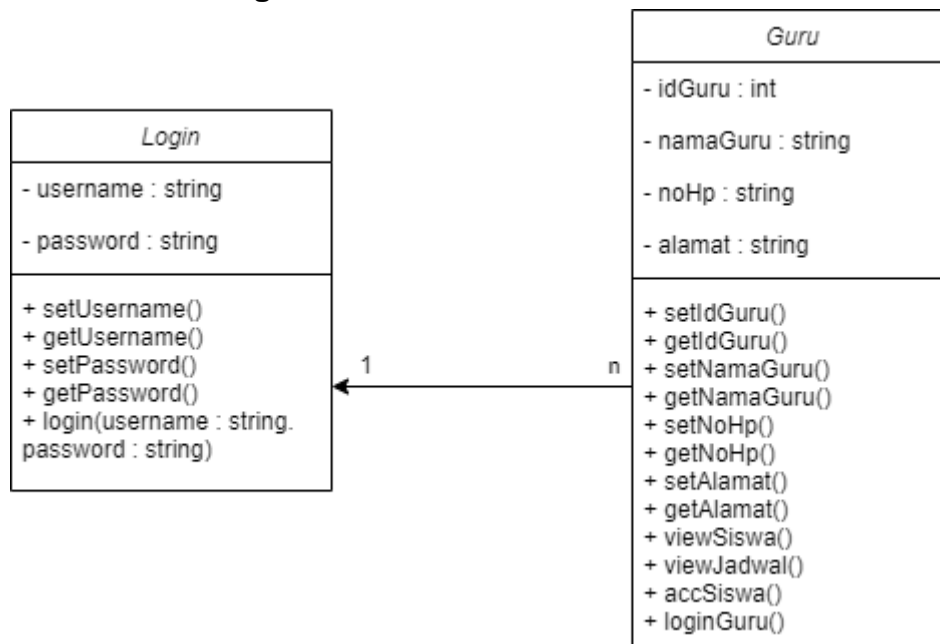 Login
- username : string
- password : string
+ setUsername()
+ getUsername()
+ setPassword()
+ getPassword()
+ login(username : string.
password : string)
1
n
Guru
- idGuru : int
- namaGuru : string
- noHp : string
- alamat : string
+ setIdGuru()
+ getIdGuru()
+ setNamaGuru()
+ getNamaGuru()
+ setNoHp()
+ getNoHp()
+ setAlamat()
+ getAlamat()
+ viewSiswa()
+ viewJadwal()
+ accSiswa()
+ loginGuru()